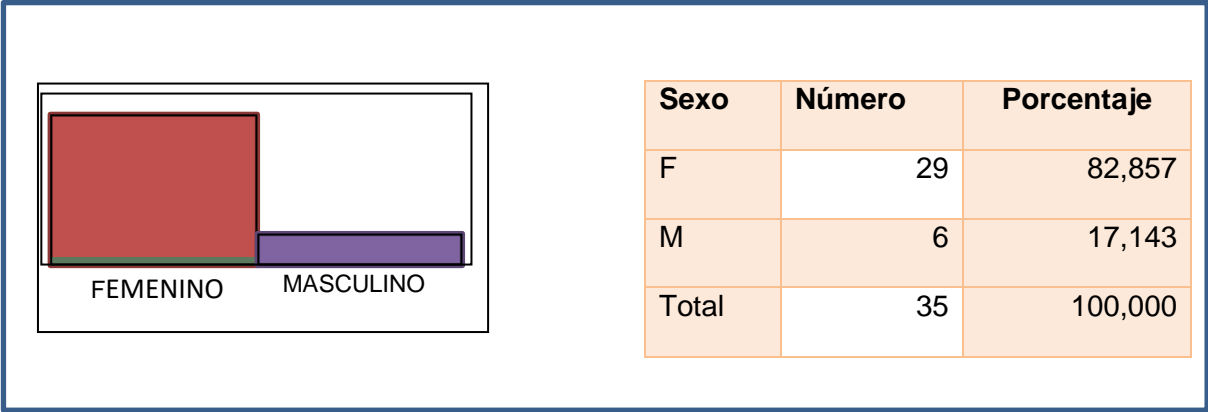 FEMENINO MASCULINO
Sexo Número Porcentaje
F 29 82,857
M 6 17,143
Total 35 100,000